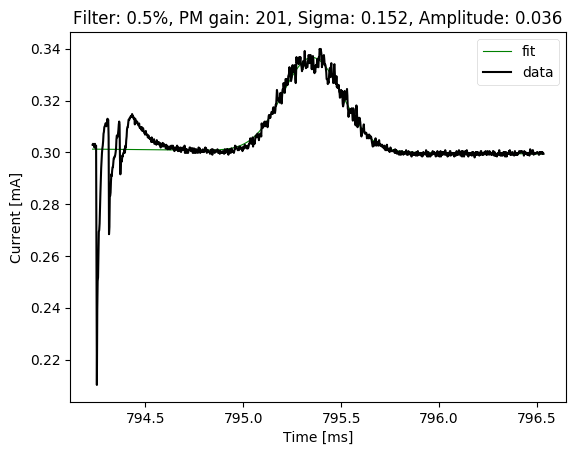 Filter: 0.5%, PM gain: 201, Sigma: 0.152, Amplitude: 0.036
fit
data
0.34
0.32
0.30
0.28
0.26
0.24
0.22
Current [mA]
794.5 795.0 795.5 796.0 796.5
Time [ms]